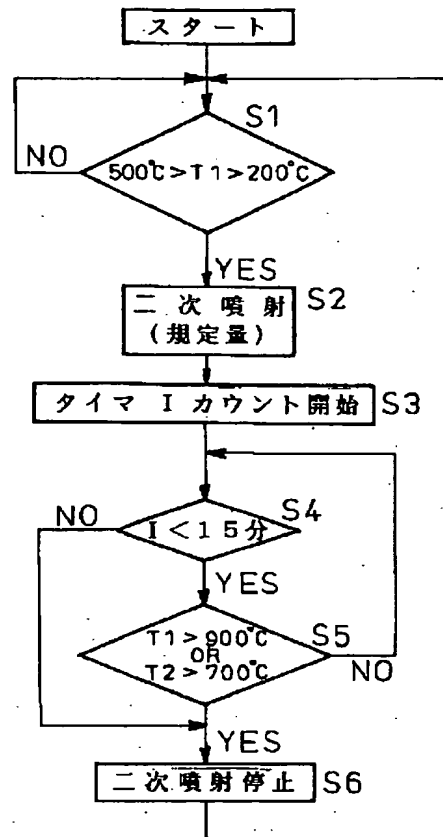 スタート
S1
NO
500℃>T1>200℃
YES
二次噴射
(規定量)
S2
タイマ Iカウント開始
S3
NO
S4
I<15分
YES
T1>900℃
OR
T2>700℃
S5
NO
YES
二次噴射停止
S6